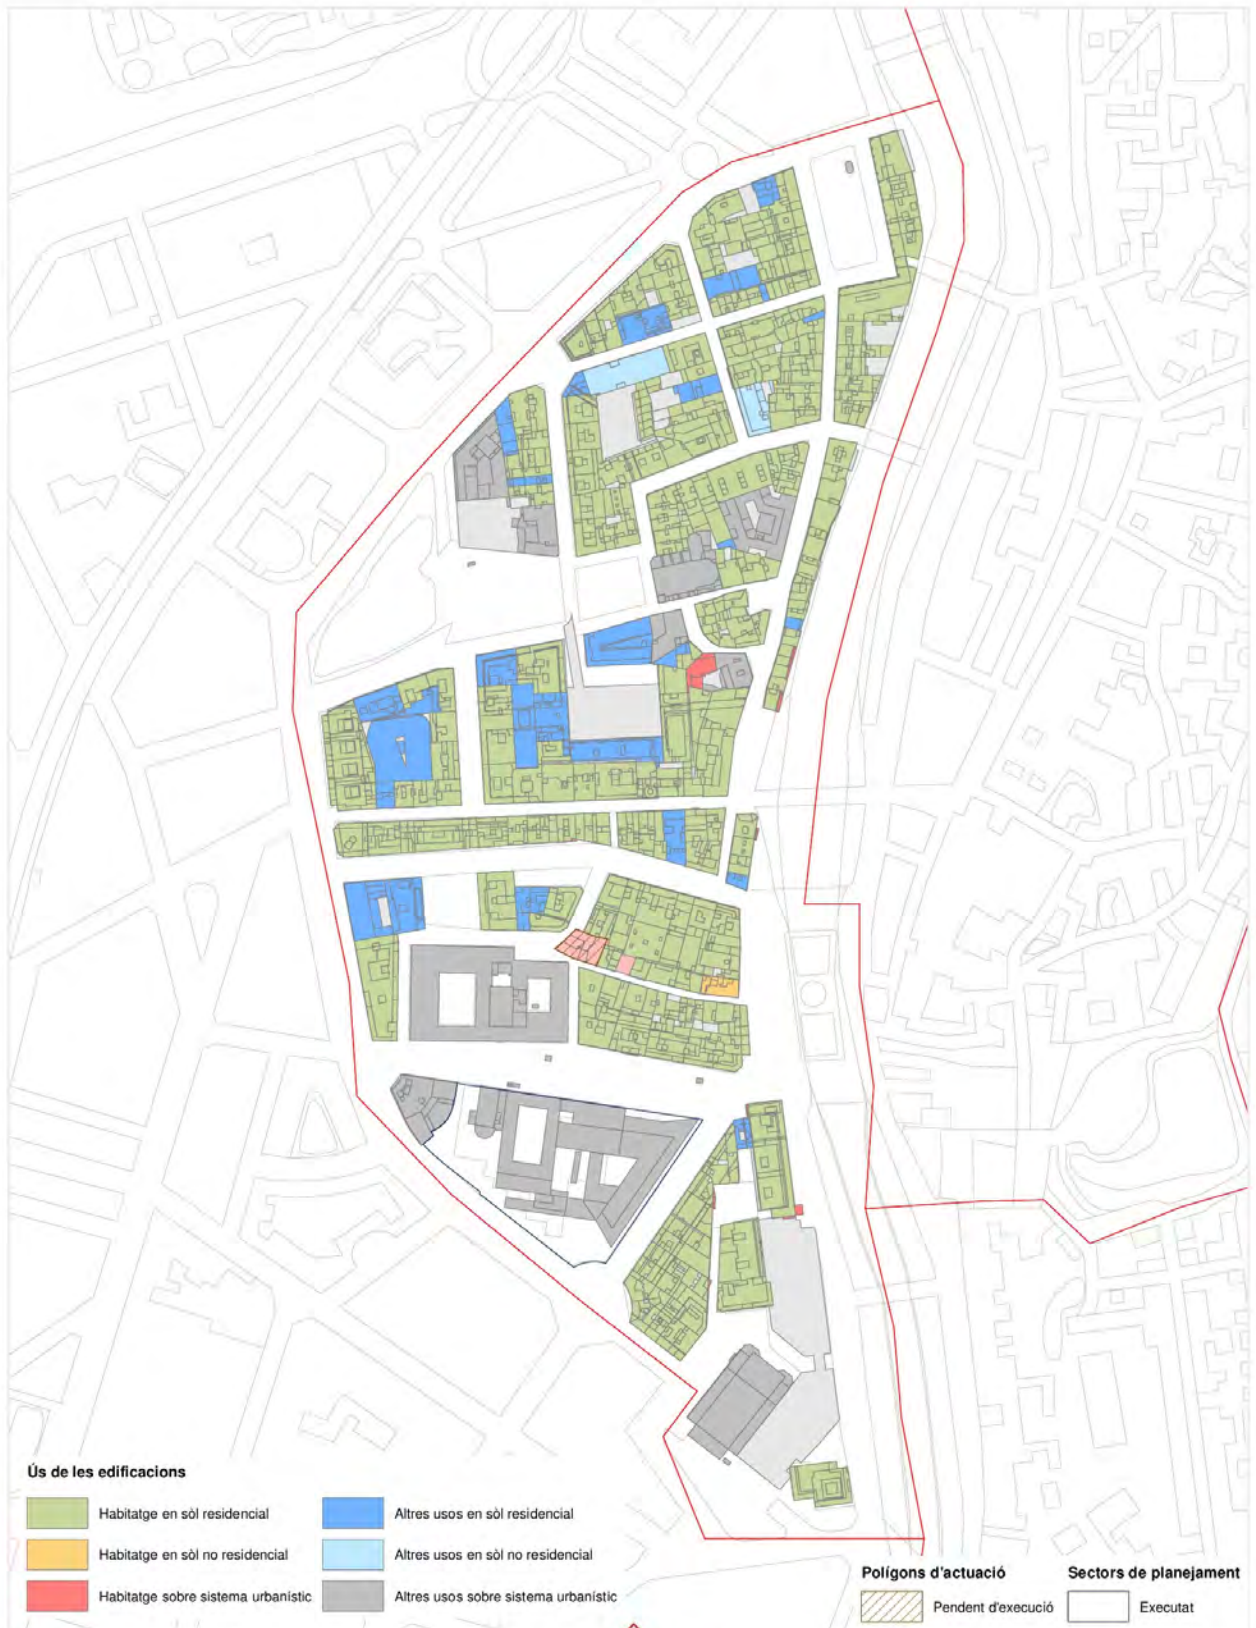 Ús de les edificacions
Habitatge en sòl residencial
Altres usos en sòl residencial
Habitatge en sòl no residencial
Altres usos en sòl no residencial
Habitatge sobre sistema urbanístic
Altres usos sobre sistema urbanístic
Polígons d'actuació
Sectors de planejament
Pendent d'execució
Executat